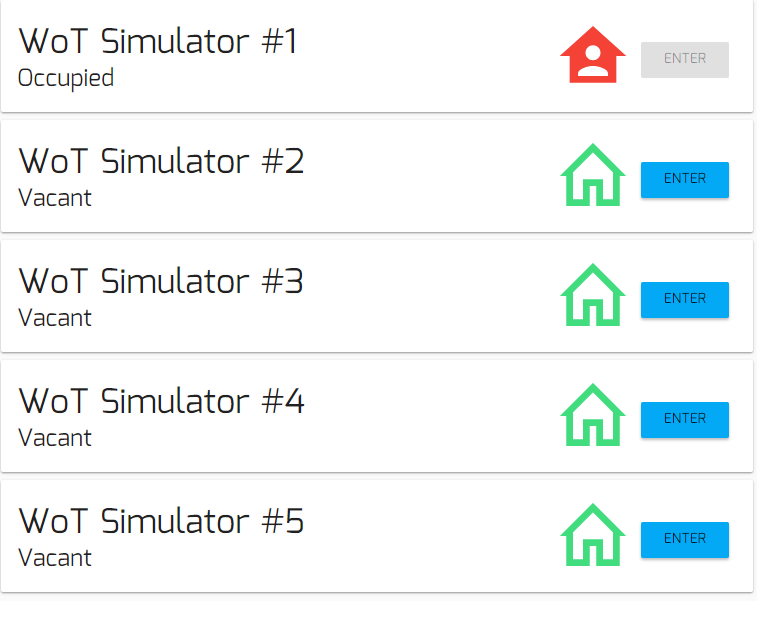 WoT Simulator #1
Occupied
ENTER
WoT Simulator #2
Vacant
ENTER
WoT Simulator #3
Vacant
ENTER
WoT Simulator #4
Vacant
ENTER
WoT Simulator #5
Vacant
ENTER